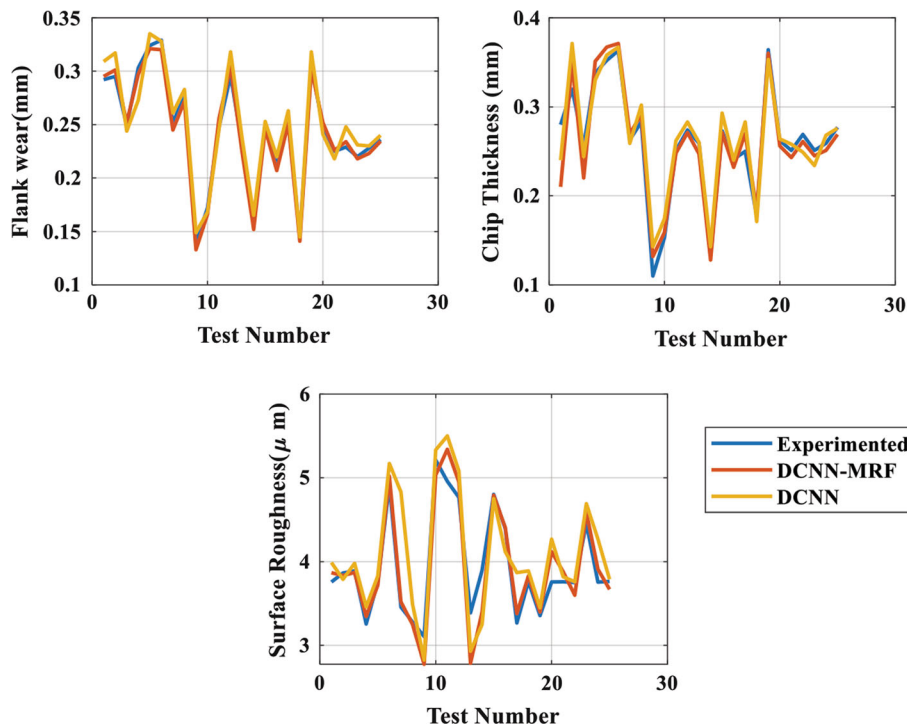 0.35
0.3
0.25
0.2
0.15
0.1
Flank wear(mm)
0 10 20 30
Test Number
0.4
0.3
0.2
0.1
Chip Thickness (mm)
0 10 20 30
Test Number
6
5
4
3
Surface Roughness(μ m)
0 10 20 30
Test Number
Experimented
DCNN-MRF
DCNN